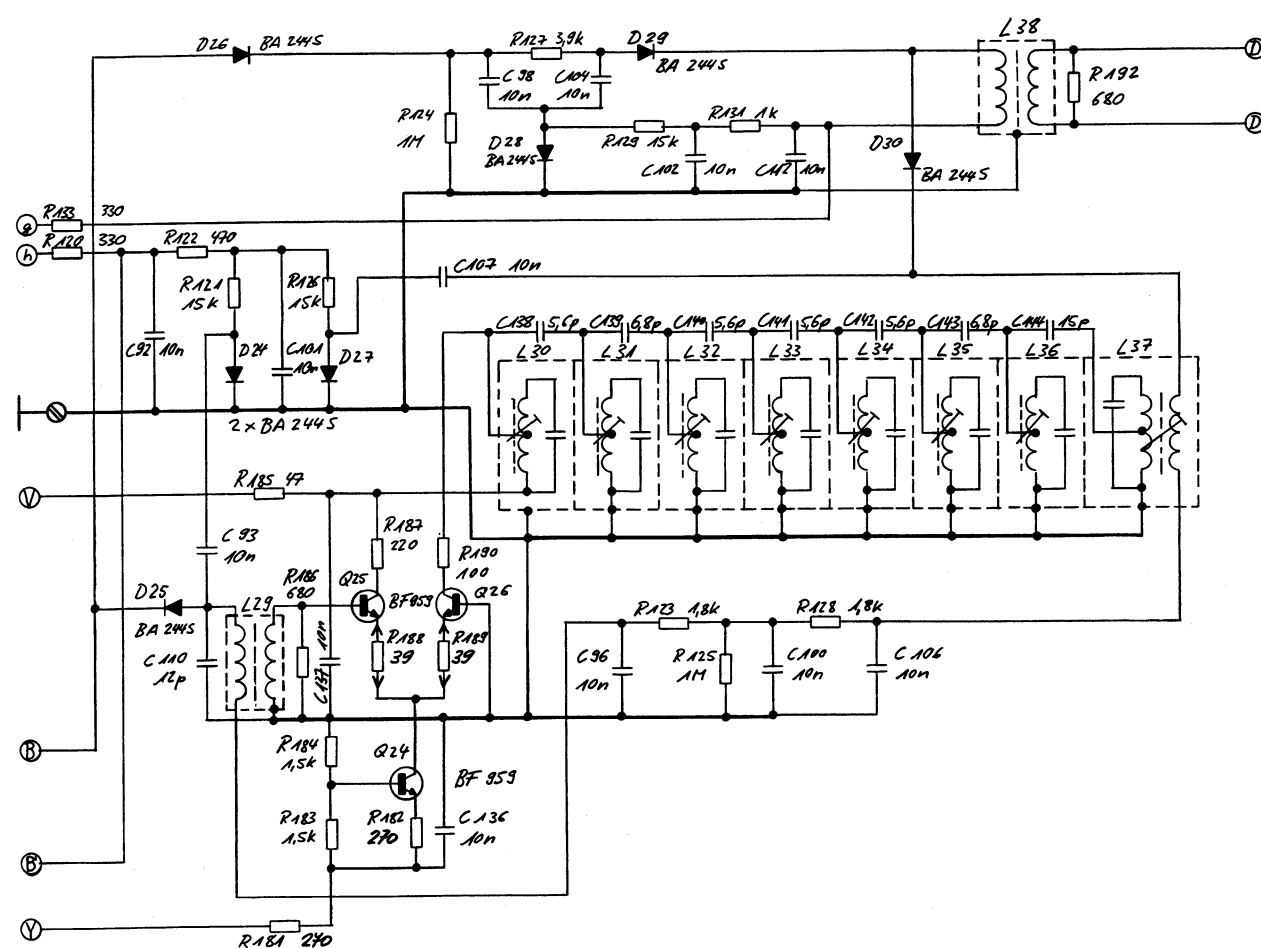 D26
BA 244S
R127 3,9k
D29
BA 244S
L38
D
C98
10n
C104
10n
R192
680
R124
1M
R131 1k
D
D28
BA 244S
R129 15k
C102
10n
C112
10n
D30
BA 244S
g
R133 330
h
R120 330
R122 470
R121
15k
R126
15k
C107 10n
C92 10n
D24
C101
10n
D27
C138 5,6p
C139 6,8p
C140 5,6p
C141 5,6p
C142 5,6p
C143 6,8p
C144 15p
L30
L31
L32
L33
L34
L35
L36
L37
2 x BA 244S
V
R185 47
C93
10n
R187
220
R190
100
D25
BA 244S
L29
R186
680
Q25
BF959
Q26
C110
12p
10n
C137
R188
39
R189
39
R123 1,8k
R128 1,8k
C96
10n
R125
1M
C100
10n
C106
10n
B
R184
1,5k
Q24
BF 959
R183
1,5k
R182
270
C136
10n
B'
Y
R181 270